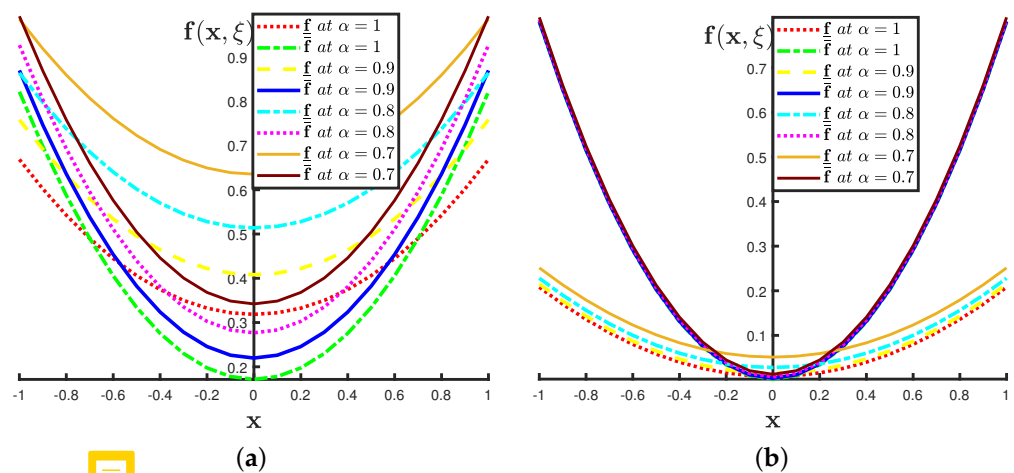 f(x, ξ)
f at α = 1
f̄ at α = 1
f at α = 0.9
f̄ at α = 0.9
f at α = 0.8
f̄ at α = 0.8
f at α = 0.7
f̄ at α = 0.7
0.9
0.8
0.7
0.6
0.5
0.4
0.3
0.2
-1 -0.8 -0.6 -0.4 -0.2 0 0.2 0.4 0.6 0.8 1
x
(a)
f(x, ξ)
f at α = 1
f̄ at α = 1
f at α = 0.9
f̄ at α = 0.9
f at α = 0.8
f̄ at α = 0.8
f at α = 0.7
f̄ at α = 0.7
0.7
0.6
0.5
0.4
0.3
0.2
0.1
-1 -0.8 -0.6 -0.4 -0.2 0 0.2 0.4 0.6 0.8 1
x
(b)